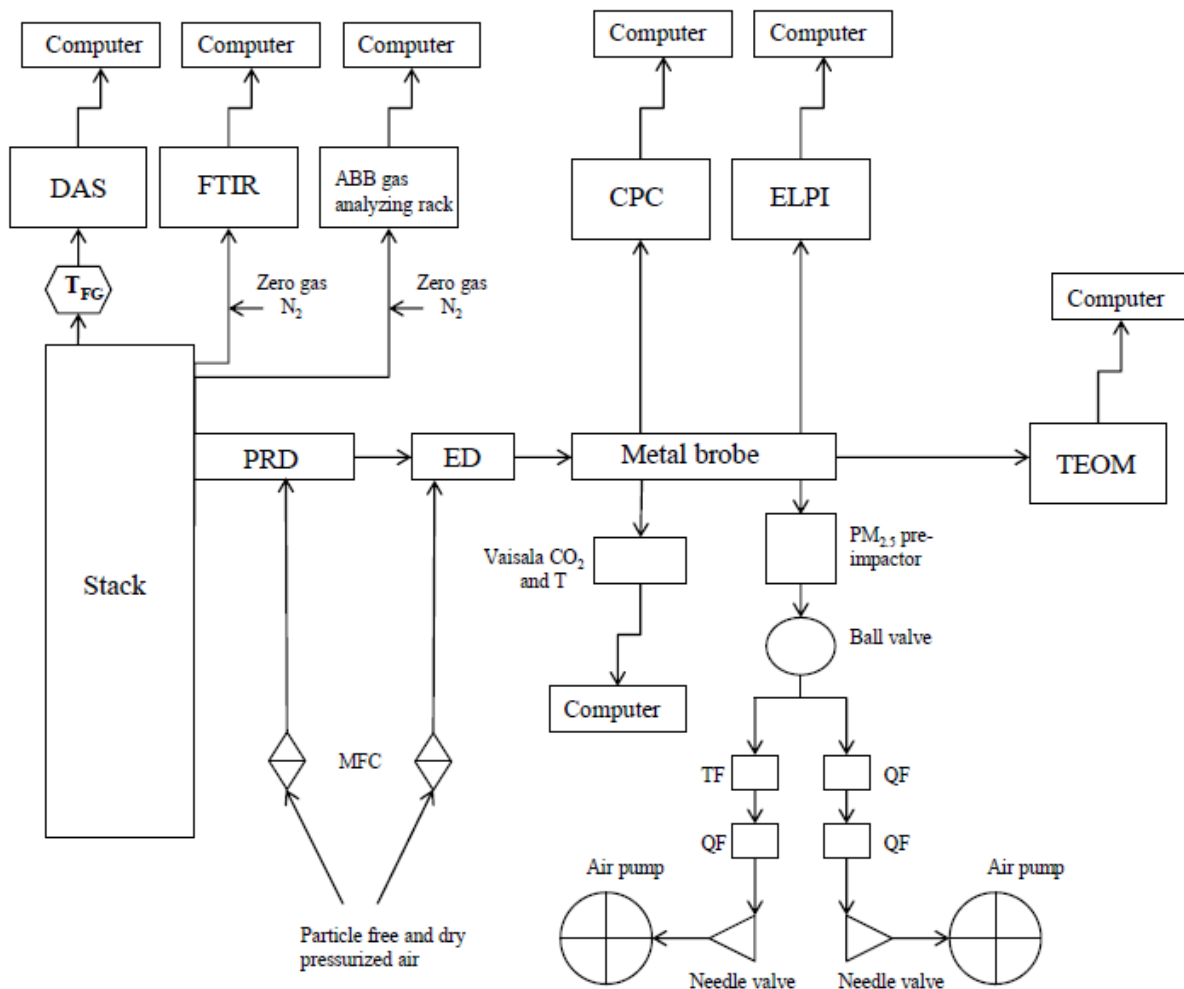 Computer
Computer
Computer
Computer
Computer
DAS
FTIR
ABB gas
analyzing rack
CPC
ELPI
T_FG
Zero gas
N₂
Zero gas
N₂
Computer
PRD
ED
Metal brobe
TEOM
Stack
Vaisala CO₂
and T
PM₂.₅ pre-
impactor
Ball valve
Computer
MFC
TF
QF
QF
QF
Air pump
Air pump
Particle free and dry
pressurized air
Needle valve
Needle valve